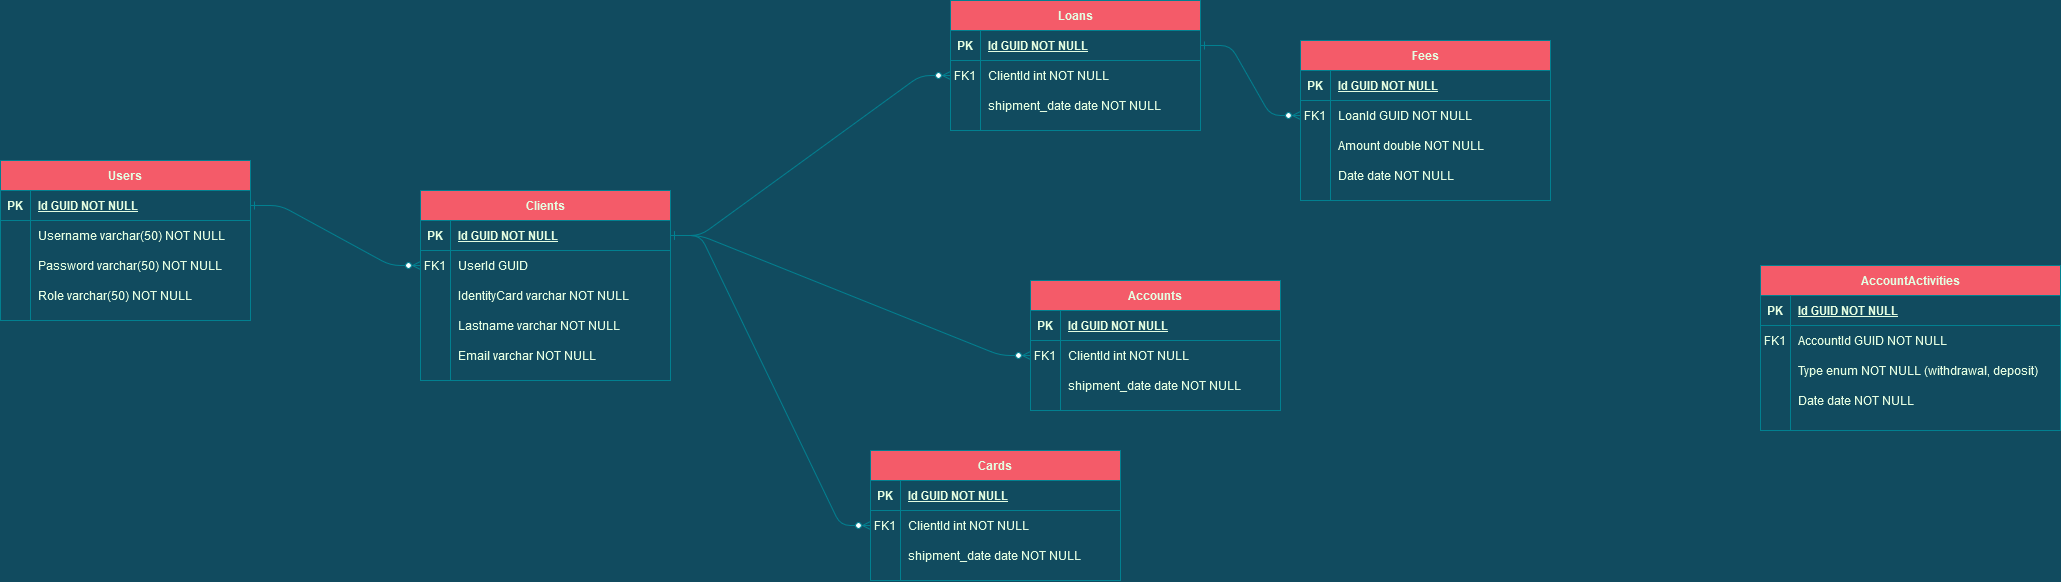 Loans
PK Id GUID NOT NULL
FK1 ClientId int NOT NULL
shipment_date date NOT NULL
Fees
PK Id GUID NOT NULL
FK1 LoanId GUID NOT NULL
Amount double NOT NULL
Date date NOT NULL
Users
PK Id GUID NOT NULL
Username varchar(50) NOT NULL
Password varchar(50) NOT NULL
Role varchar(50) NOT NULL
Clients
PK Id GUID NOT NULL
FK1 UserId GUID
IdentityCard varchar NOT NULL
Lastname varchar NOT NULL
Email varchar NOT NULL
Accounts
PK Id GUID NOT NULL
FK1 ClientId int NOT NULL
shipment_date date NOT NULL
AccountActivities
PK Id GUID NOT NULL
FK1 AccountId GUID NOT NULL
Type enum NOT NULL (withdrawal, deposit)
Date date NOT NULL
Cards
PK Id GUID NOT NULL
FK1 ClientId int NOT NULL
shipment_date date NOT NULL